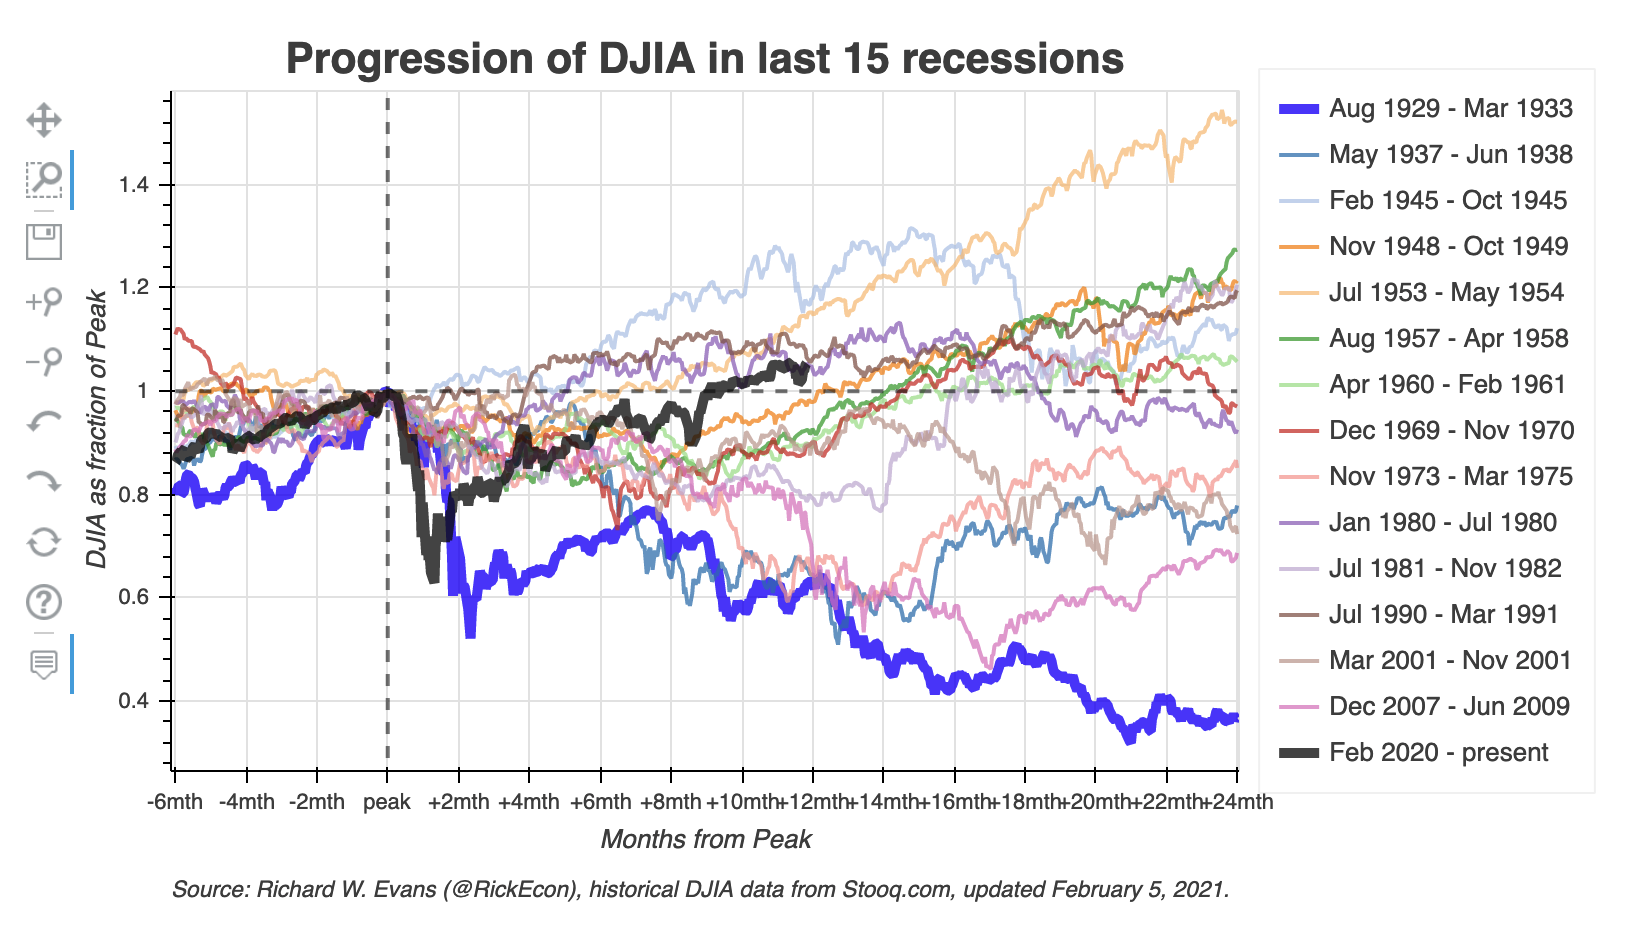 Progression of DJIA in last 15 recessions
DJIA as fraction of Peak
1.4
1.2
1
0.8
0.6
0.4
-6mth -4mth -2mth peak +2mth +4mth +6mth +8mth +10mth +12mth +14mth +16mth +18mth +20mth +22mth +24mth
Months from Peak
Aug 1929 - Mar 1933
May 1937 - Jun 1938
Feb 1945 - Oct 1945
Nov 1948 - Oct 1949
Jul 1953 - May 1954
Aug 1957 - Apr 1958
Apr 1960 - Feb 1961
Dec 1969 - Nov 1970
Nov 1973 - Mar 1975
Jan 1980 - Jul 1980
Jul 1981 - Nov 1982
Jul 1990 - Mar 1991
Mar 2001 - Nov 2001
Dec 2007 - Jun 2009
Feb 2020 - present
Source: Richard W. Evans (@RickEcon), historical DJIA data from Stooq.com, updated February 5, 2021.